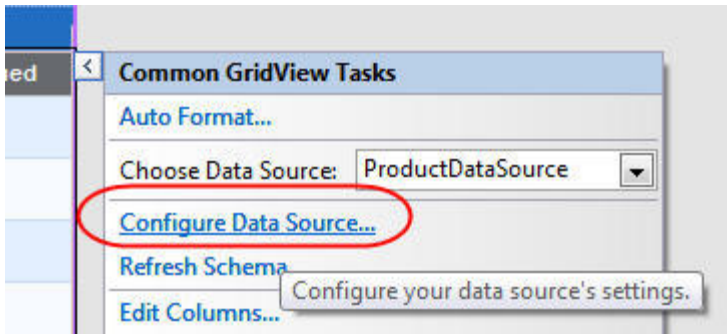 ied
Common GridView Tasks
Auto Format...
Choose Data Source: ProductDataSource
Configure Data Source...
Refresh Schema
Configure your data source's settings.
Edit Columns...